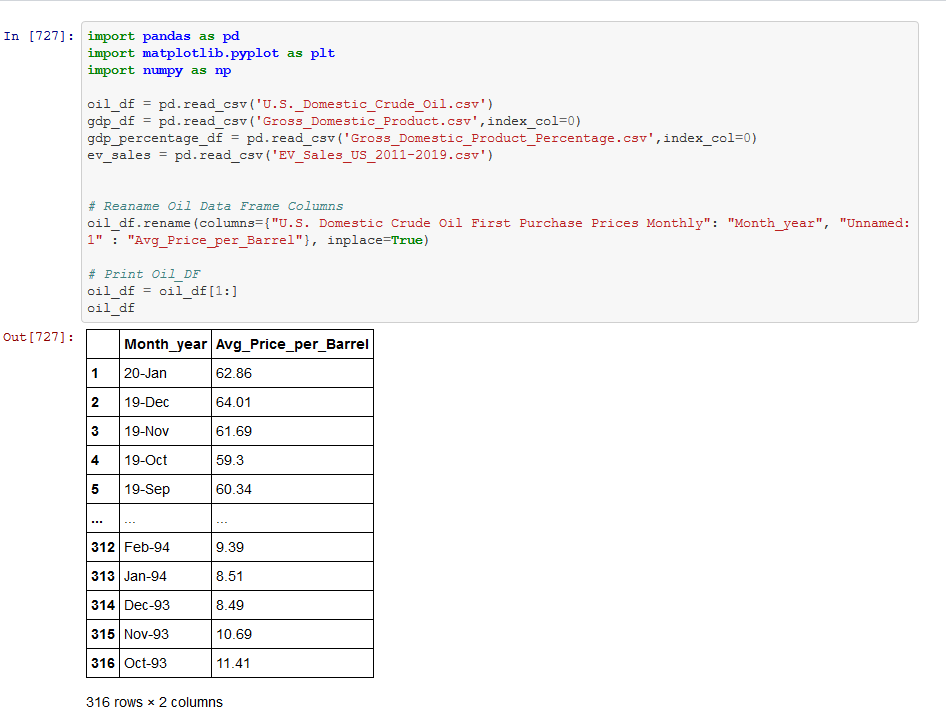 In [727]: import pandas as pd
import matplotlib.pyplot as plt
import numpy as np
oil_df = pd.read_csv('U.S._Domestic_Crude_Oil.csv')
gdp_df = pd.read_csv('Gross_Domestic_Product.csv',index_col=0)
gdp_percentage_df = pd.read_csv('Gross_Domestic_Product_Percentage.csv',index_col=0)
ev_sales = pd.read_csv('EV_Sales_US_2011-2019.csv')
# Reaname Oil Data Frame Columns
oil_df.rename(columns={"U.S. Domestic Crude Oil First Purchase Prices Monthly": "Month_year", "Unnamed:
1" : "Avg_Price_per_Barrel"}, inplace=True)
# Print Oil_DF
oil_df = oil_df[1:]
oil_df
Out[727]:
Month_year Avg_Price_per_Barrel
1 20-Jan 62.86
2 19-Dec 64.01
3 19-Nov 61.69
4 19-Oct 59.3
5 19-Sep 60.34
... ... ...
312 Feb-94 9.39
313 Jan-94 8.51
314 Dec-93 8.49
315 Nov-93 10.69
316 Oct-93 11.41
316 rows × 2 columns